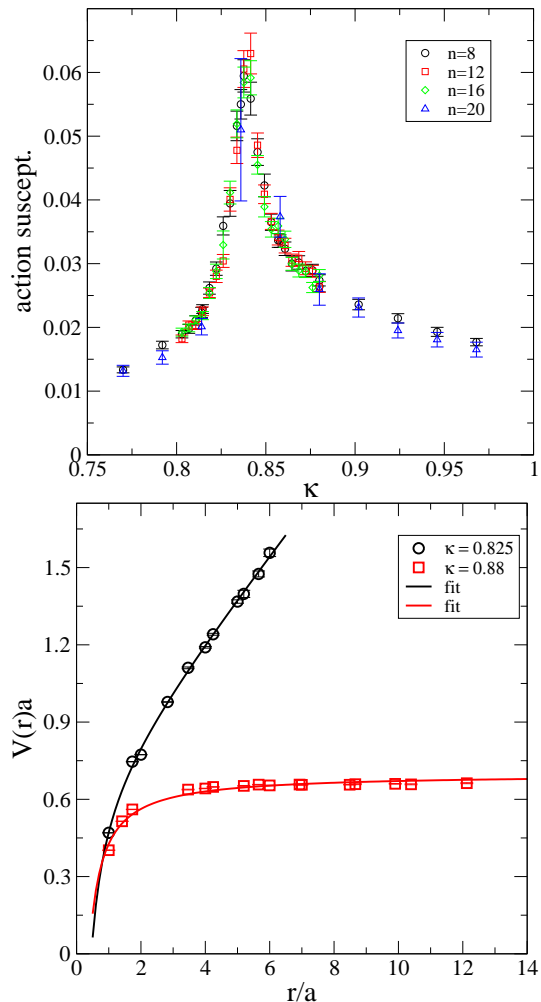 action suscept.
0.06
0.05
0.04
0.03
0.02
0.01
0
n=8
n=12
n=16
n=20
0.75 0.8 0.85 0.9 0.95 1
κ
V(r)a
1.5
1.2
0.9
0.6
0.3
0
κ = 0.825
κ = 0.88
fit
fit
0 2 4 6 8 10 12 14
r/a